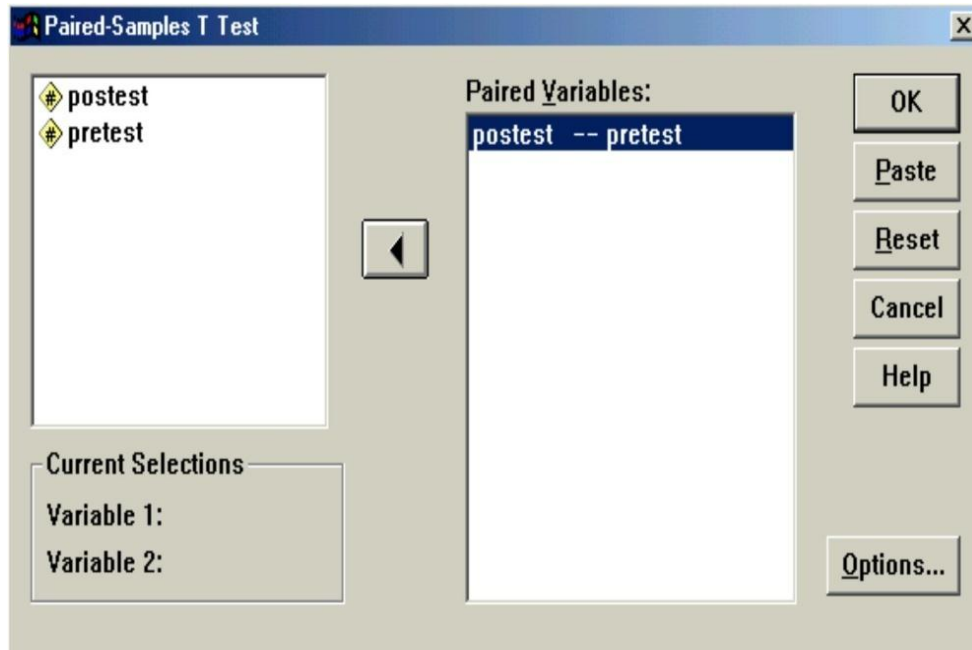 Paired-Samples T Test
postest
pretest
Paired Variables:
postest -- pretest
OK
Paste
Reset
Cancel
Help
Current Selections
Variable 1:
Variable 2:
Options...